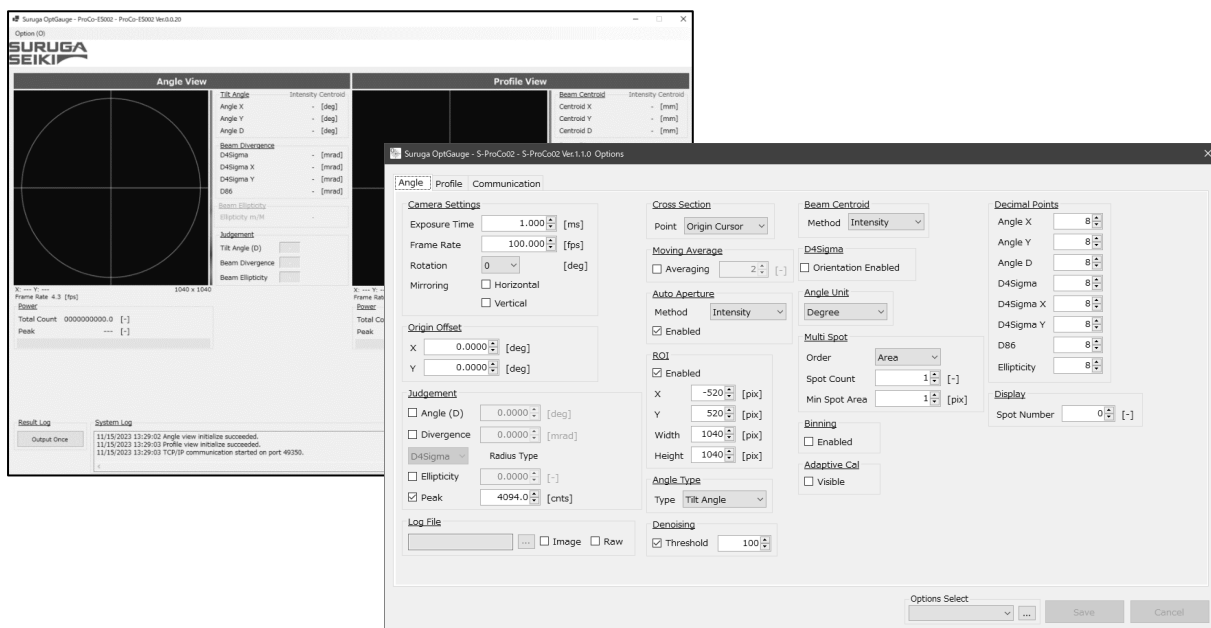 Suruga OptGauge - ProCo-E5002 - ProCo-E5002 Ver.0.0.20
Option (O)
SURUGA
SEIKI
Angle View
Tilt Angle Intensity Centroid
Angle X - [deg]
Angle Y - [deg]
Angle D - [deg]
Beam Divergence
D4Sigma - [mrad]
D4Sigma X - [mrad]
D4Sigma Y - [mrad]
D86 - [mrad]
Beam Ellipticity
Ellipticity m/M -
Judgement
Tilt Angle (D)
Beam Divergence
Beam Ellipticity
X: --- Y: --- 1040 x 1040
Frame Rate 4.3 [fps]
Power
Total Count 0000000000.0 [-]
Peak --- [-]
Profile View
Beam Centroid Intensity Centroid
Centroid X - [mm]
Centroid Y - [mm]
Centroid D - [mm]
X: --- Y:
Frame Rat
Power
Total Co
Peak
Result Log
Output Once
System Log
11/15/2023 13:29:02 Angle view initialize succeeded.
11/15/2023 13:29:03 Profile view initialize succeeded.
11/15/2023 13:29:03 TCP/IP communication started on port 49350.
Suruga OptGauge - S-ProCo02 - S-ProCo02 Ver.1.1.0 Options
Angle Profile Communication
Camera Settings
Exposure Time 1.000 [ms]
Frame Rate 100.000 [fps]
Rotation 0 [deg]
Mirroring Horizontal
Vertical
Origin Offset
X 0.0000 [deg]
Y 0.0000 [deg]
Judgement
Angle (D) 0.0000 [deg]
Divergence 0.0000 [mrad]
D4Sigma Radius Type
Ellipticity 0.0000 [-]
Peak 4094.0 [cnts]
Log File
... Image Raw
Cross Section
Point Origin Cursor
Moving Average
Averaging 2 [-]
Auto Aperture
Method Intensity
Enabled
ROI
Enabled
X -520 [pix]
Y 520 [pix]
Width 1040 [pix]
Height 1040 [pix]
Angle Type
Type Tilt Angle
Denoising
Threshold 100
Beam Centroid
Method Intensity
D4Sigma
Orientation Enabled
Angle Unit
Degree
Multi Spot
Order Area
Spot Count 1 [-]
Min Spot Area 1 [pix]
Binning
Enabled
Adaptive Cal
Visible
Decimal Points
Angle X 8
Angle Y 8
Angle D 8
D4Sigma 8
D4Sigma X 8
D4Sigma Y 8
D86 8
Ellipticity 8
Display
Spot Number 0 [-]
Options Select
... Save Cancel